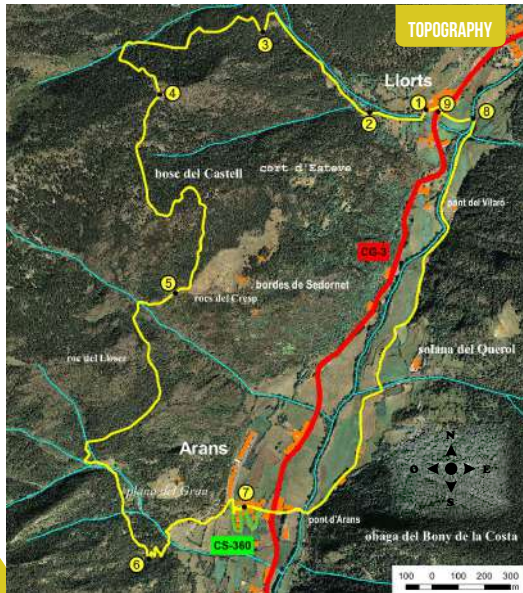 TOPOGRAPHY
3
Llorts
4
1
9
8
2
bosc del Castell
cort d'Esteve
pont del Vilaró
CG-3
5
bordes de Sedornet
rocs del Cresp
solana del Querol
roc del Lloser
Arans
N
O
E
S
plana del Grau
7
pont d'Arans
obaga del Bony de la Costa
CS-360
6
100 0 100 200 300
m